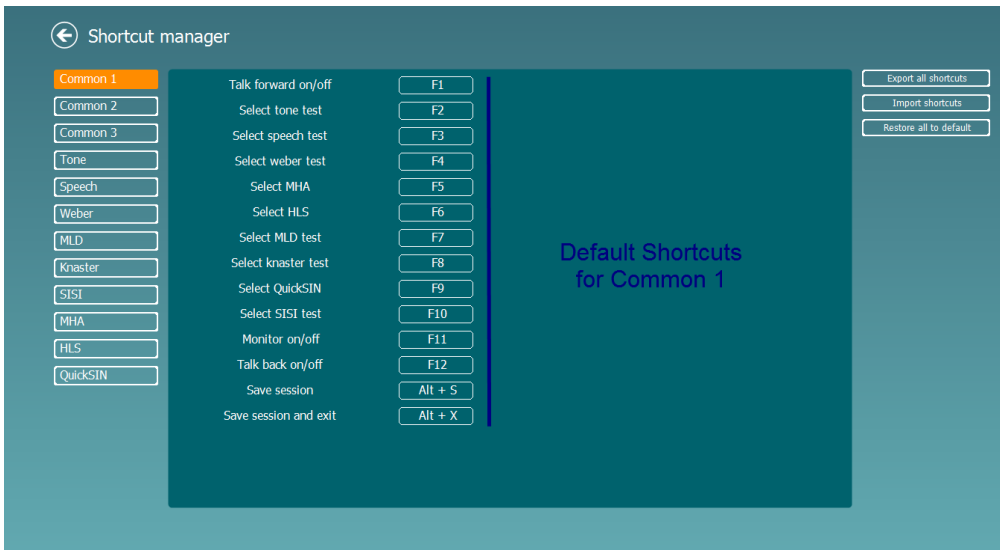 Shortcut manager
Common 1
Common 2
Common 3
Tone
Speech
Weber
MLD
Knaster
SISI
MHA
HLS
QuickSIN
Talk forward on/off F1
Select tone test F2
Select speech test F3
Select weber test F4
Select MHA F5
Select HLS F6
Select MLD test F7
Select knaster test F8
Select QuickSIN F9
Select SISI test F10
Monitor on/off F11
Talk back on/off F12
Save session Alt + S
Save session and exit Alt + X
Default Shortcuts
for Common 1
Export all shortcuts
Import shortcuts
Restore all to default